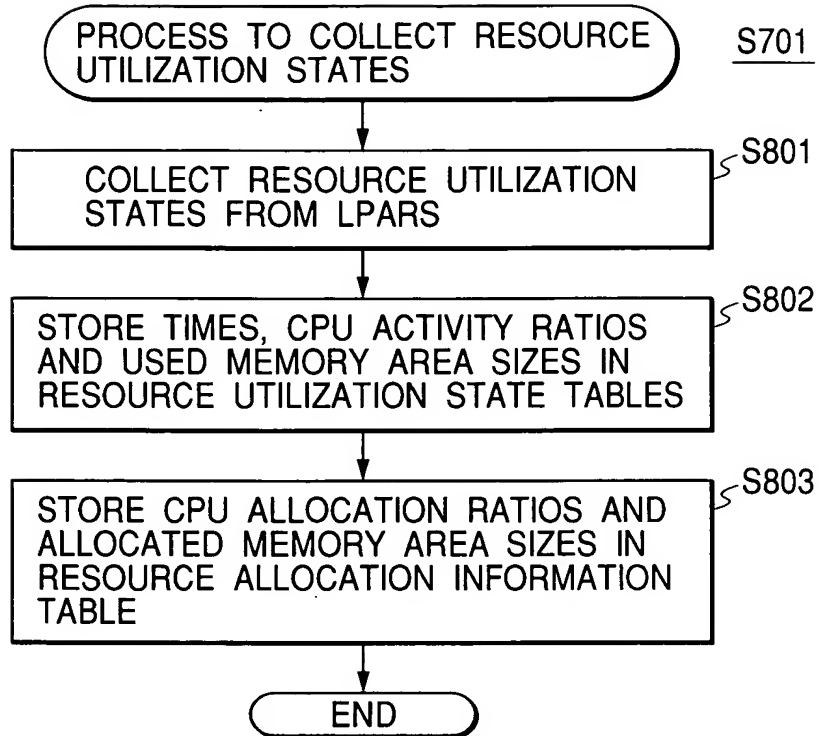 PROCESS TO COLLECT RESOURCE
UTILIZATION STATES
S701
S801
COLLECT RESOURCE UTILIZATION
STATES FROM LPARS
S802
STORE TIMES, CPU ACTIVITY RATIOS
AND USED MEMORY AREA SIZES IN
RESOURCE UTILIZATION STATE TABLES
S803
STORE CPU ALLOCATION RATIOS AND
ALLOCATED MEMORY AREA SIZES IN
RESOURCE ALLOCATION INFORMATION
TABLE
END